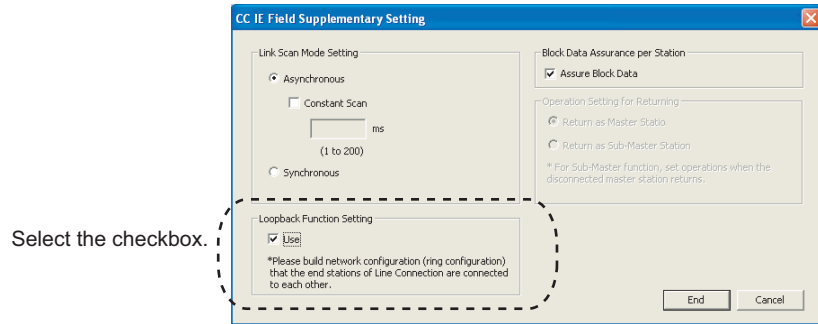 CC IE Field Supplementary Setting
Link Scan Mode Setting
Asynchronous
Constant Scan
ms
(1 to 200)
Synchronous
Block Data Assurance per Station
Assure Block Data
Operation Setting for Returning
Return as Master Statio
Return as Sub-Master Station
* For Sub-Master function, set operations when the
disconnected master station returns.
Select the checkbox.
Loopback Function Setting
Use
*Please build network configuration (ring configuration)
that the end stations of Line Connection are connected
to each other.
End
Cancel